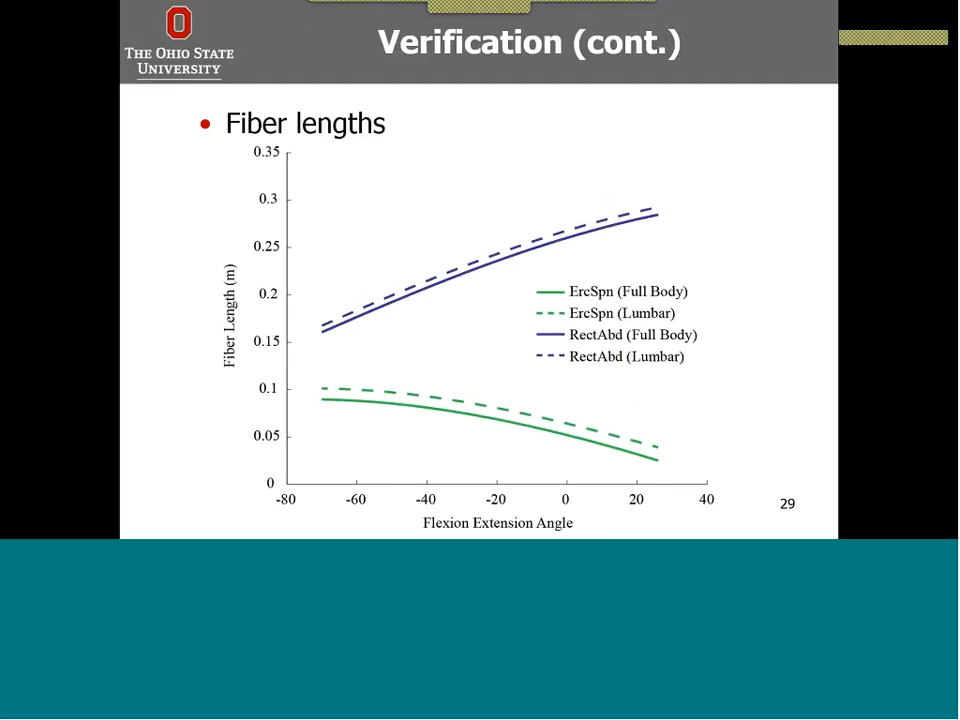 THE OHIO STATE
UNIVERSITY
Verification (cont.)
• Fiber lengths
0.35
0.3
0.25
0.2
0.15
0.1
0.05
0
Fiber Length (m)
ErcSpn (Full Body)
ErcSpn (Lumbar)
RectAbd (Full Body)
RectAbd (Lumbar)
-80 -60 -40 -20 0 20 40
Flexion Extension Angle
29